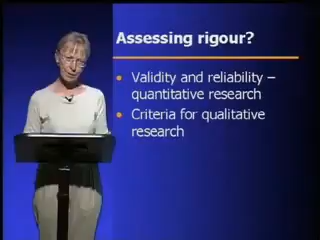 Assessing rigour?
• Validity and reliability –
quantitative research
• Criteria for qualitative
research